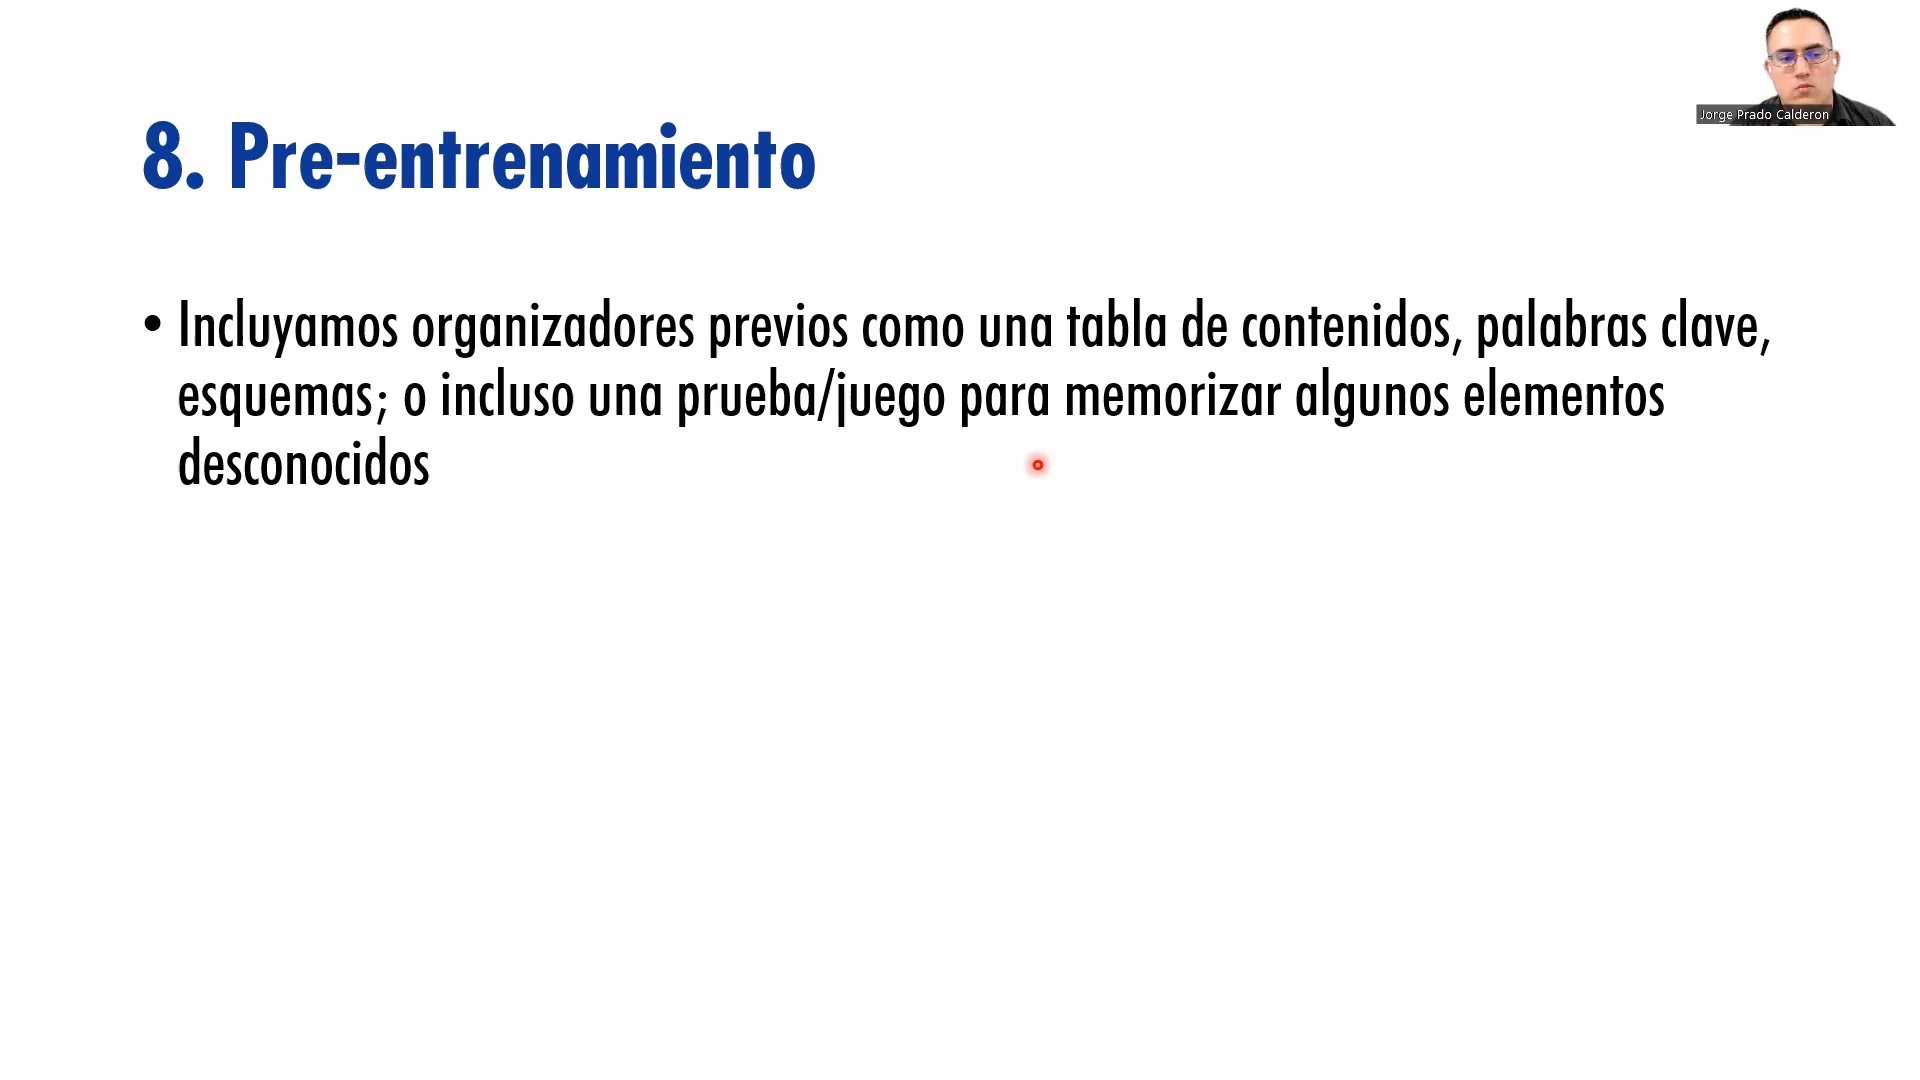 Jorge Prado Calderon
8. Pre-entrenamiento
• Incluyamos organizadores previos como una tabla de contenidos, palabras clave,
esquemas; o incluso una prueba/juego para memorizar algunos elementos
desconocidos